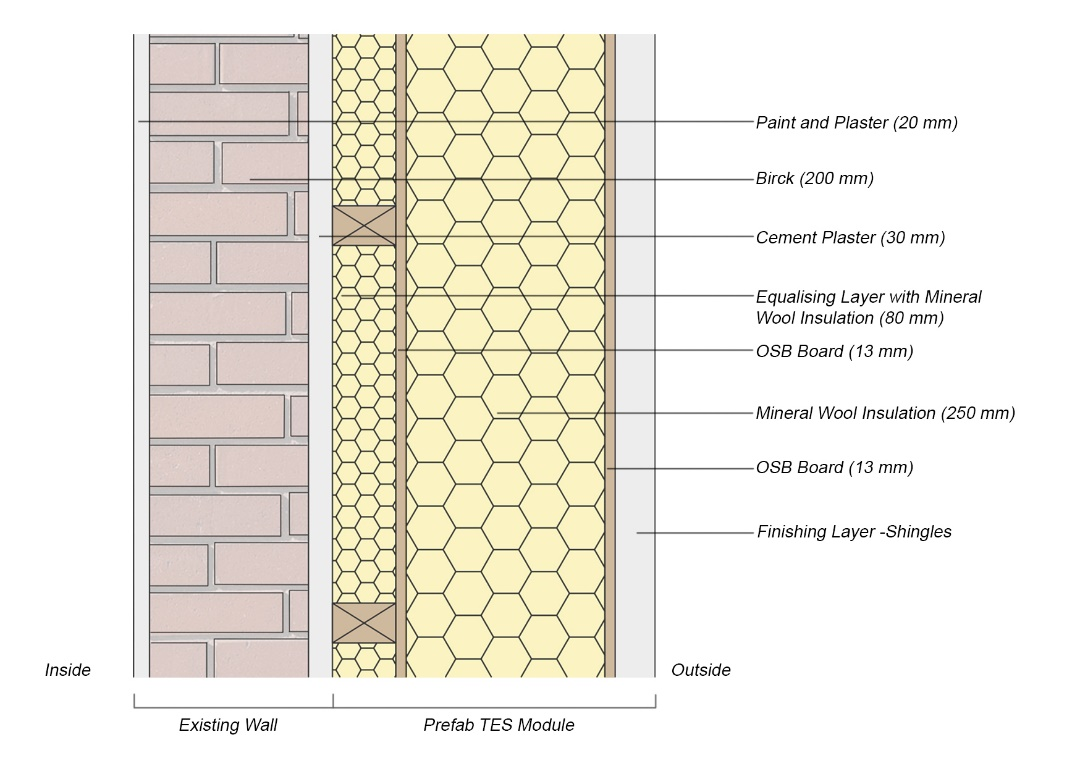 Paint and Plaster (20 mm)
Birck (200 mm)
Cement Plaster (30 mm)
Equalising Layer with Mineral
Wool Insulation (80 mm)
OSB Board (13 mm)
Mineral Wool Insulation (250 mm)
OSB Board (13 mm)
Finishing Layer -Shingles
Inside
Outside
Existing Wall
Prefab TES Module